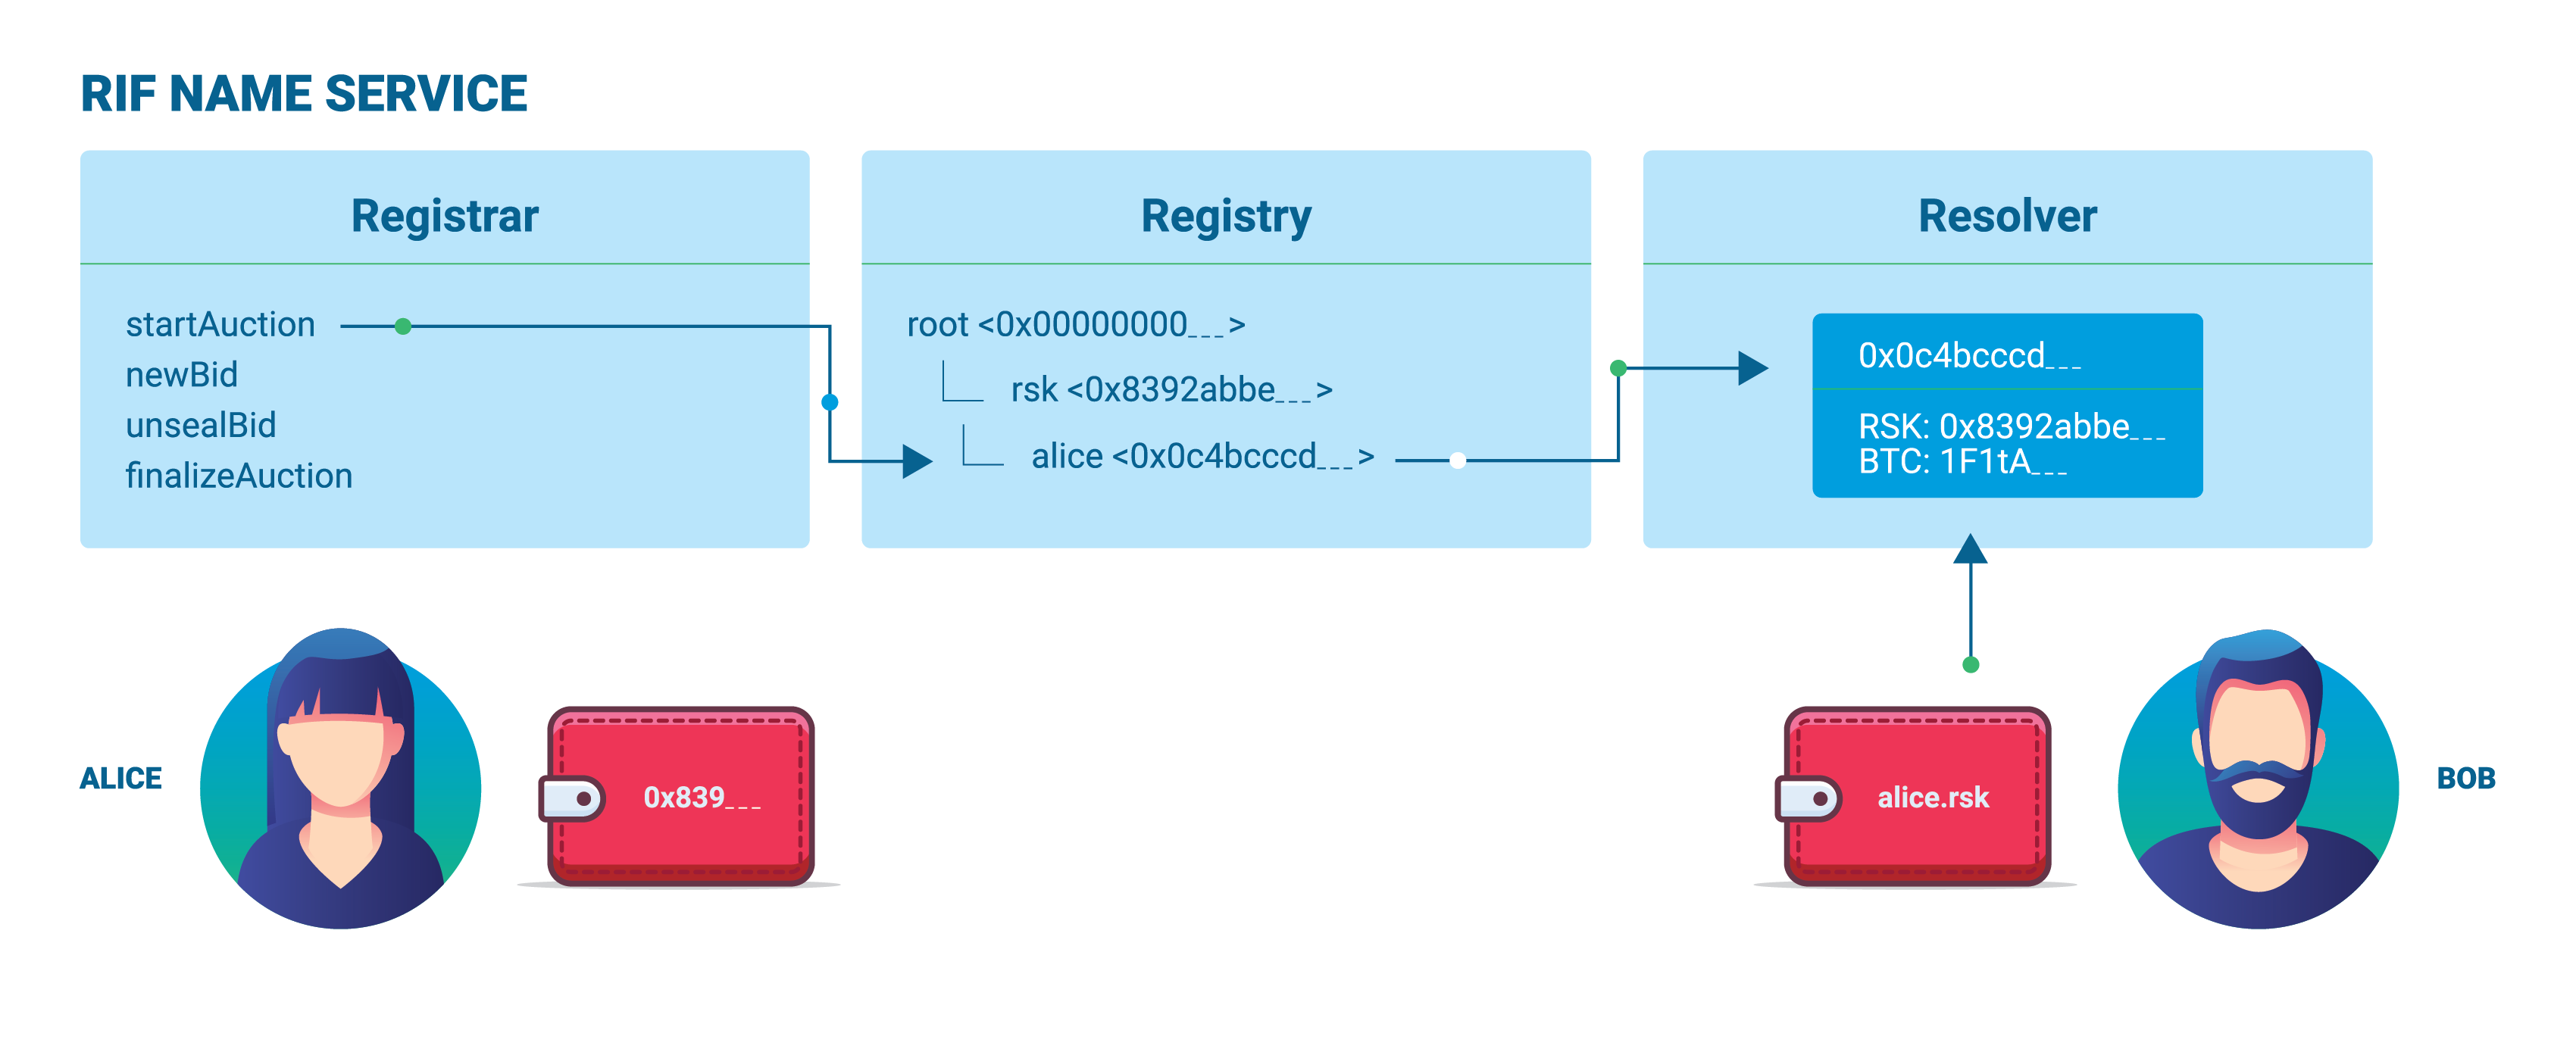 RIF NAME SERVICE
Registrar
startAuction
newBid
unsealBid
finalizeAuction
Registry
root <0x00000000___>
rsk <0x8392abbe___>
alice <0x0c4bcccd___>
Resolver
0x0c4bcccd___
RSK: 0x8392abbe___
BTC: 1F1tA___
ALICE
0x839___
alice.rsk
BOB